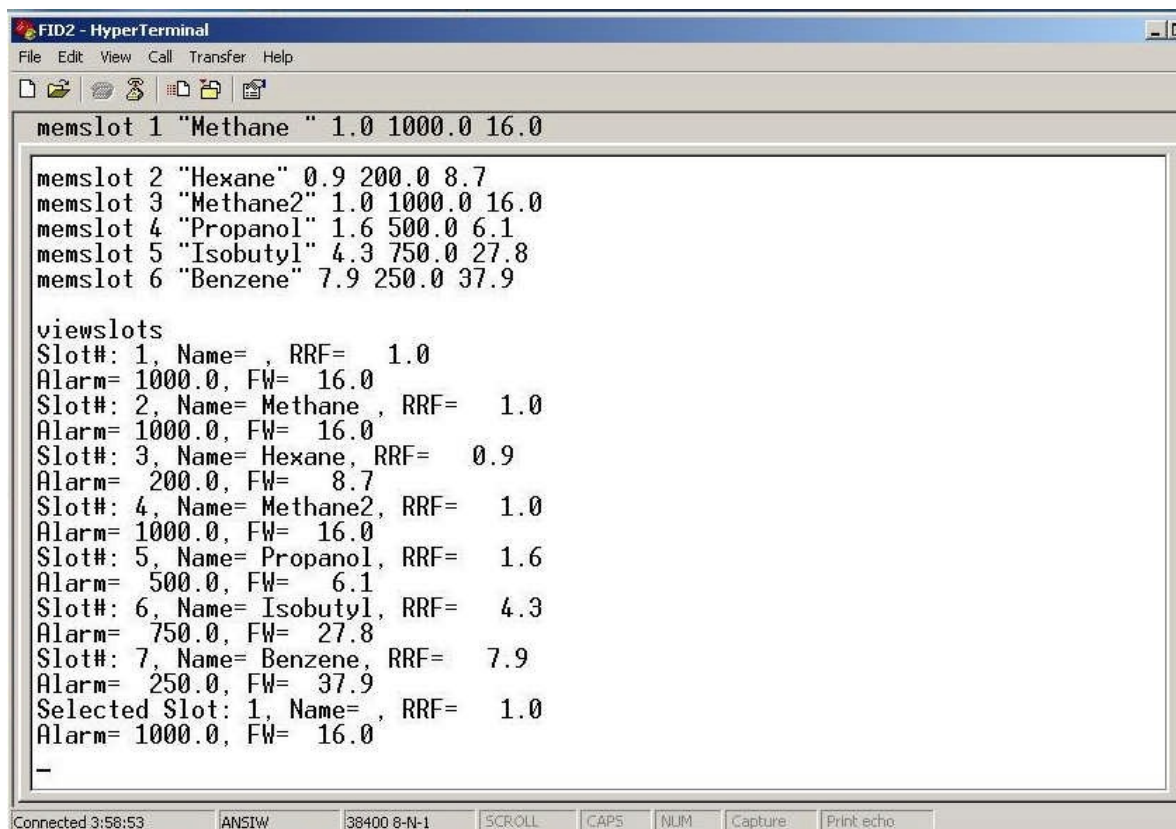 FID2 - HyperTerminal
File Edit View Call Transfer Help
memslot 1 "Methane " 1.0 1000.0 16.0
memslot 2 "Hexane" 0.9 200.0 8.7
memslot 3 "Methane2" 1.0 1000.0 16.0
memslot 4 "Propanol" 1.6 500.0 6.1
memslot 5 "Isobutyl" 4.3 750.0 27.8
memslot 6 "Benzene" 7.9 250.0 37.9
viewslots
Slot#: 1, Name= , RRF=   1.0
Alarm= 1000.0, FW=  16.0
Slot#: 2, Name= Methane , RRF=   1.0
Alarm= 1000.0, FW=  16.0
Slot#: 3, Name= Hexane, RRF=   0.9
Alarm=  200.0, FW=   8.7
Slot#: 4, Name= Methane2, RRF=   1.0
Alarm= 1000.0, FW=  16.0
Slot#: 5, Name= Propanol, RRF=   1.6
Alarm=  500.0, FW=   6.1
Slot#: 6, Name= Isobutyl, RRF=   4.3
Alarm=  750.0, FW=  27.8
Slot#: 7, Name= Benzene, RRF=   7.9
Alarm=  250.0, FW=  37.9
Selected Slot: 1, Name= , RRF=   1.0
Alarm= 1000.0, FW=  16.0
_
Connected 3:58:53 ANSIW 38400 8-N-1 SCROLL CAPS NUM Capture Print echo